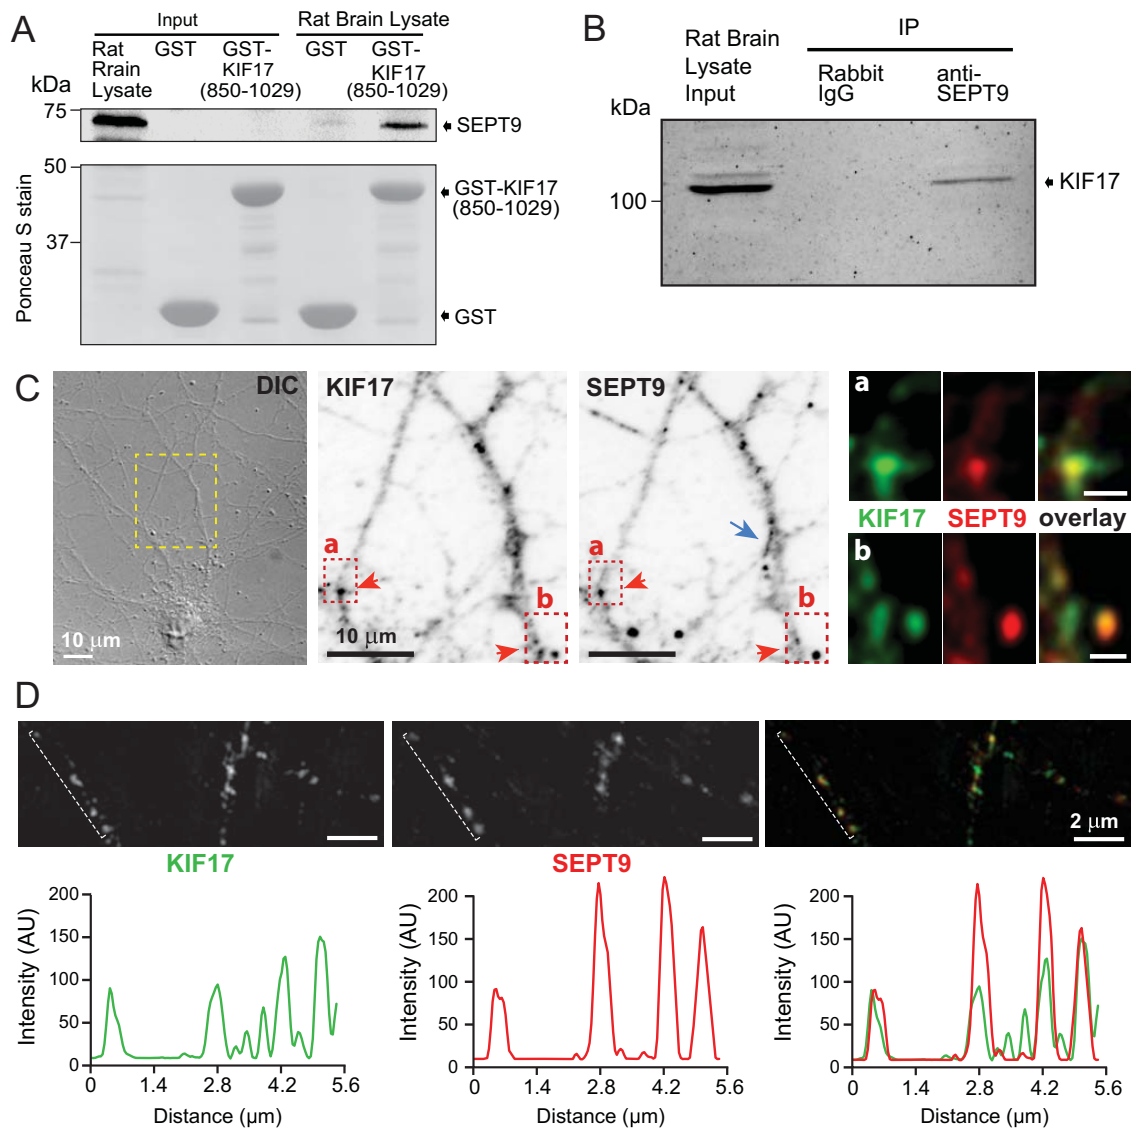 A
Input
Rat Brain Lysate
Rat
Rrain
Lysate
GST
GST-
KIF17
(850-1029)
GST
GST-
KIF17
(850-1029)
kDa
75
SEPT9
50
37
Ponceau S stain
GST-KIF17
(850-1029)
GST
B
Rat Brain
Lysate
Input
IP
Rabbit
IgG
anti-
SEPT9
kDa
100
KIF17
C
DIC
10 μm
KIF17
a
b
10 μm
SEPT9
a
b
a
KIF17 SEPT9 overlay
b
D
2 μm
KIF17
SEPT9
Intensity (AU)
200
150
100
50
0
0 1.4 2.8 4.2 5.6
Distance (μm)
Intensity (AU)
200
150
100
50
0
0 1.4 2.8 4.2 5.6
Distance (μm)
Intensity (AU)
200
150
100
50
0
0 1.4 2.8 4.2 5.6
Distance (μm)